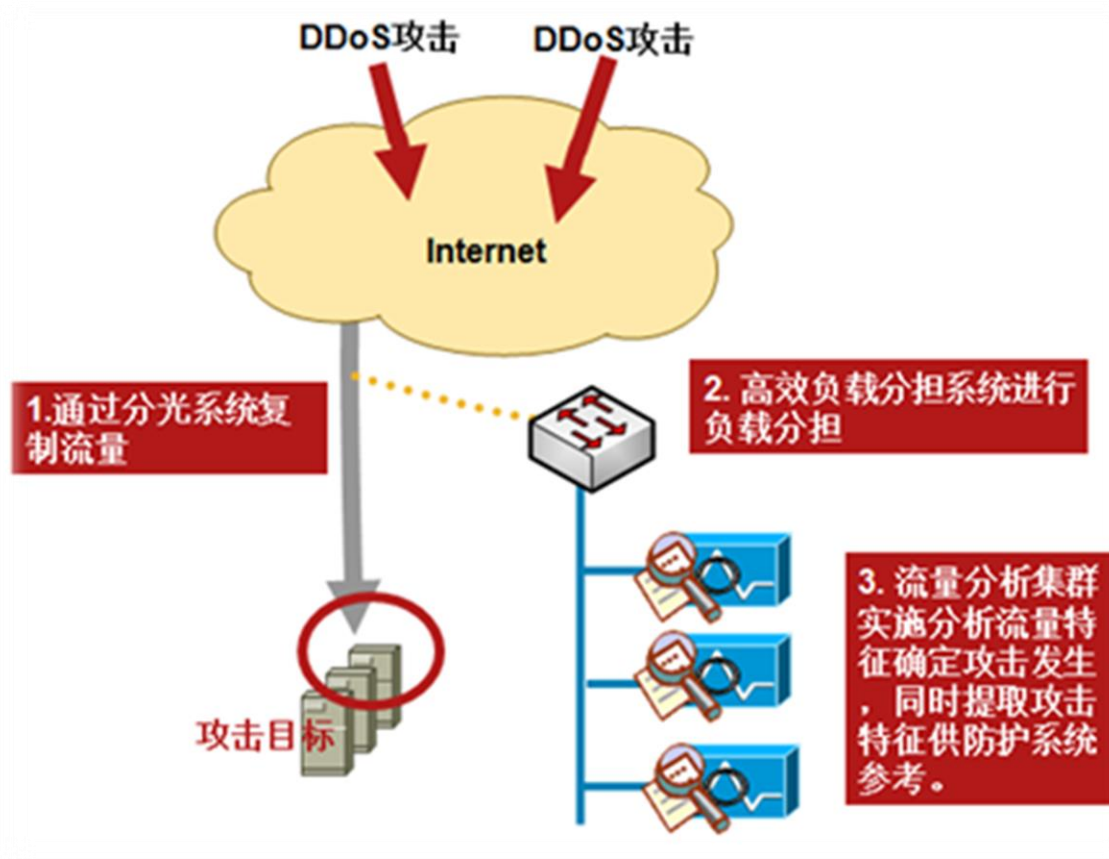 DDoS攻击
DDoS攻击
Internet
1.通过分光系统复
制流量
2. 高效负载分担系统进行
负载分担
3. 流量分析集群
实施分析流量特
征确定攻击发生
，同时提取攻击
特征供防护系统
参考。
攻击目标